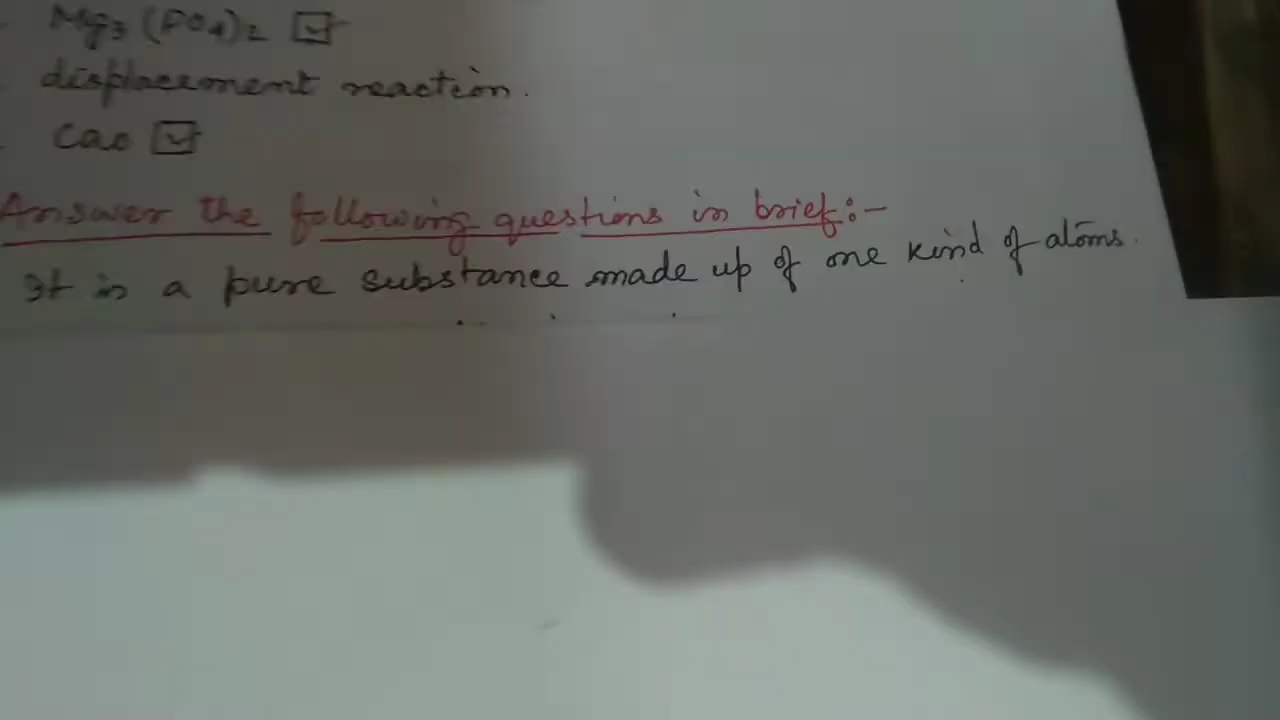 Mg3(PO4)2 ☑
displacement reaction.
CaO ☑
Answer the following questions in brief:-
It is a pure substance made up of one kind of atoms.